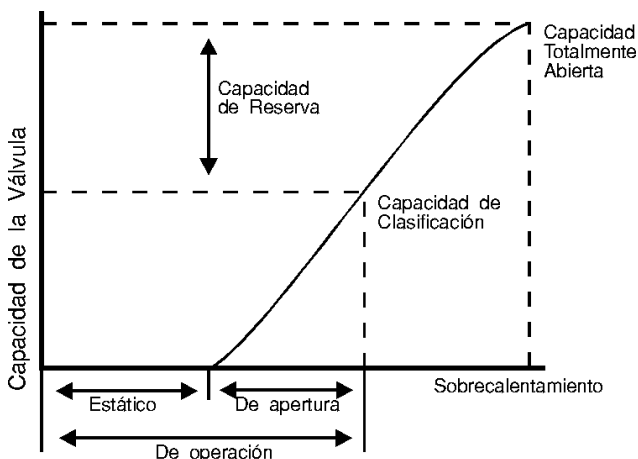 Capacidad
Totalmente
Abierta
Capacidad
de Reserva
Capacidad de la Válvula
Capacidad de
Clasificación
Sobrecalentamiento
Estático
De apertura
De operación